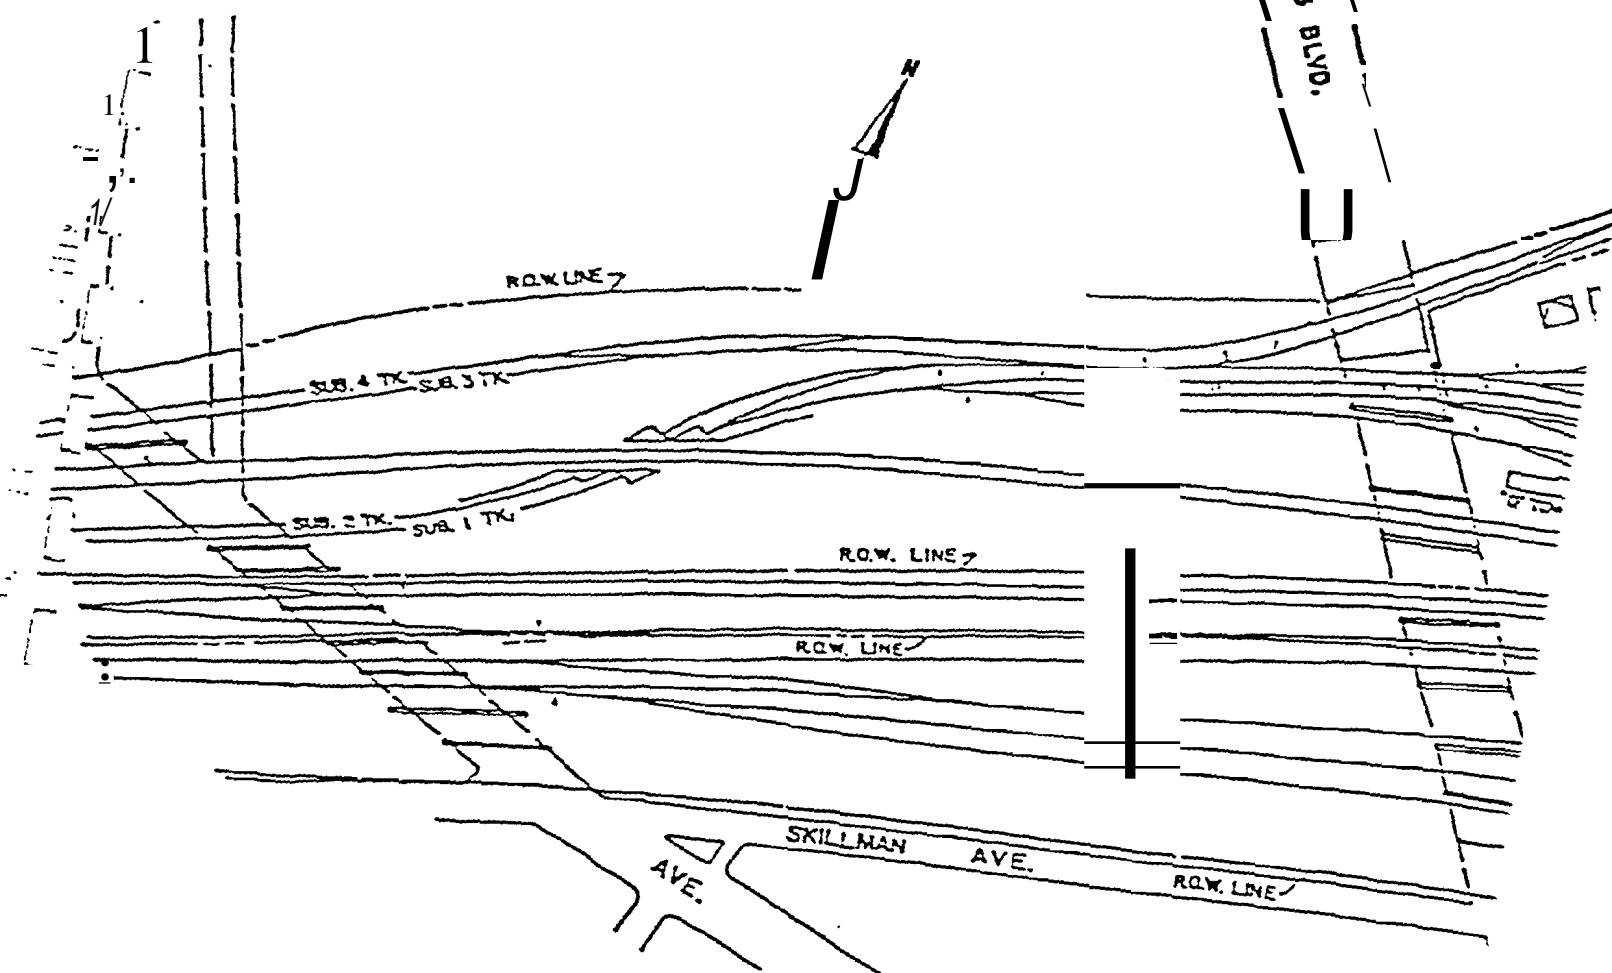 BLVD.
N
R.O.W. LINE
SUB. 4 TK.
SUB. 3 TK.
SUB. 2 TK.
SUB. 1 TK.
R.O.W. LINE
R.O.W. LINE
SKILLMAN AVE.
AVE.
R.O.W. LINE